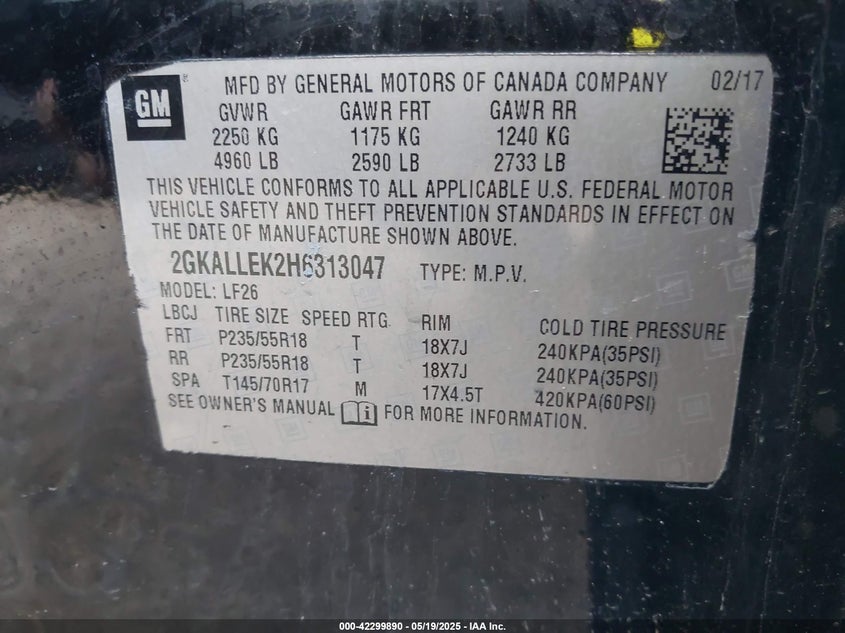 GM
MFD BY GENERAL MOTORS OF CANADA COMPANY 02/17
GVWR GAWR FRT GAWR RR
2250 KG 1175 KG 1240 KG
4960 LB 2590 LB 2733 LB
THIS VEHICLE CONFORMS TO ALL APPLICABLE U.S. FEDERAL MOTOR
VEHICLE SAFETY AND THEFT PREVENTION STANDARDS IN EFFECT ON
THE DATE OF MANUFACTURE SHOWN ABOVE.
2GKALLEK2H6313047 TYPE: M.P.V.
MODEL: LF26
LBCJ TIRE SIZE SPEED RTG RIM COLD TIRE PRESSURE
FRT P235/55R18 T 18X7J 240KPA(35PSI)
RR P235/55R18 T 18X7J 240KPA(35PSI)
SPA T145/70R17 M 17X4.5T 420KPA(60PSI)
SEE OWNER'S MANUAL FOR MORE INFORMATION.
000-42299890 - 05/19/2025 - IAA Inc.